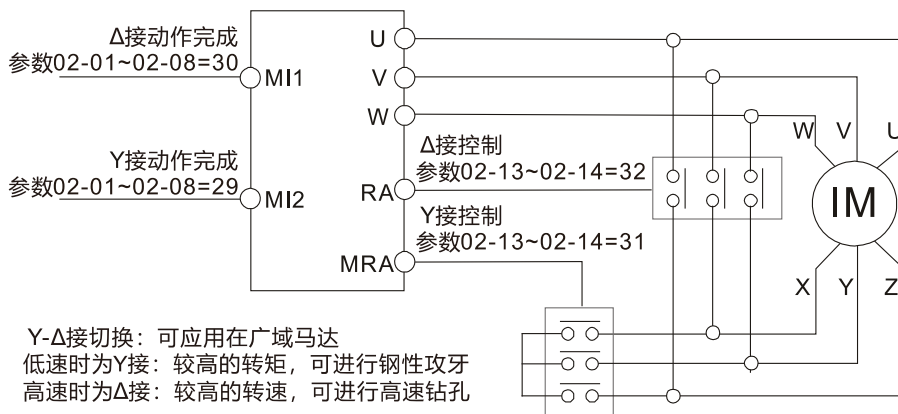 Δ接动作完成
参数02-01~02-08=30
MI1
Y接动作完成
参数02-01~02-08=29
MI2
U
V
W
RA
MRA
Δ接控制
参数02-13~02-14=32
Y接控制
参数02-13~02-14=31
W V U
IM
X Y Z
Y-Δ接切换：可应用在广域马达
低速时为Y接：较高的转矩，可进行钢性攻牙
高速时为Δ接：较高的转速，可进行高速钻孔